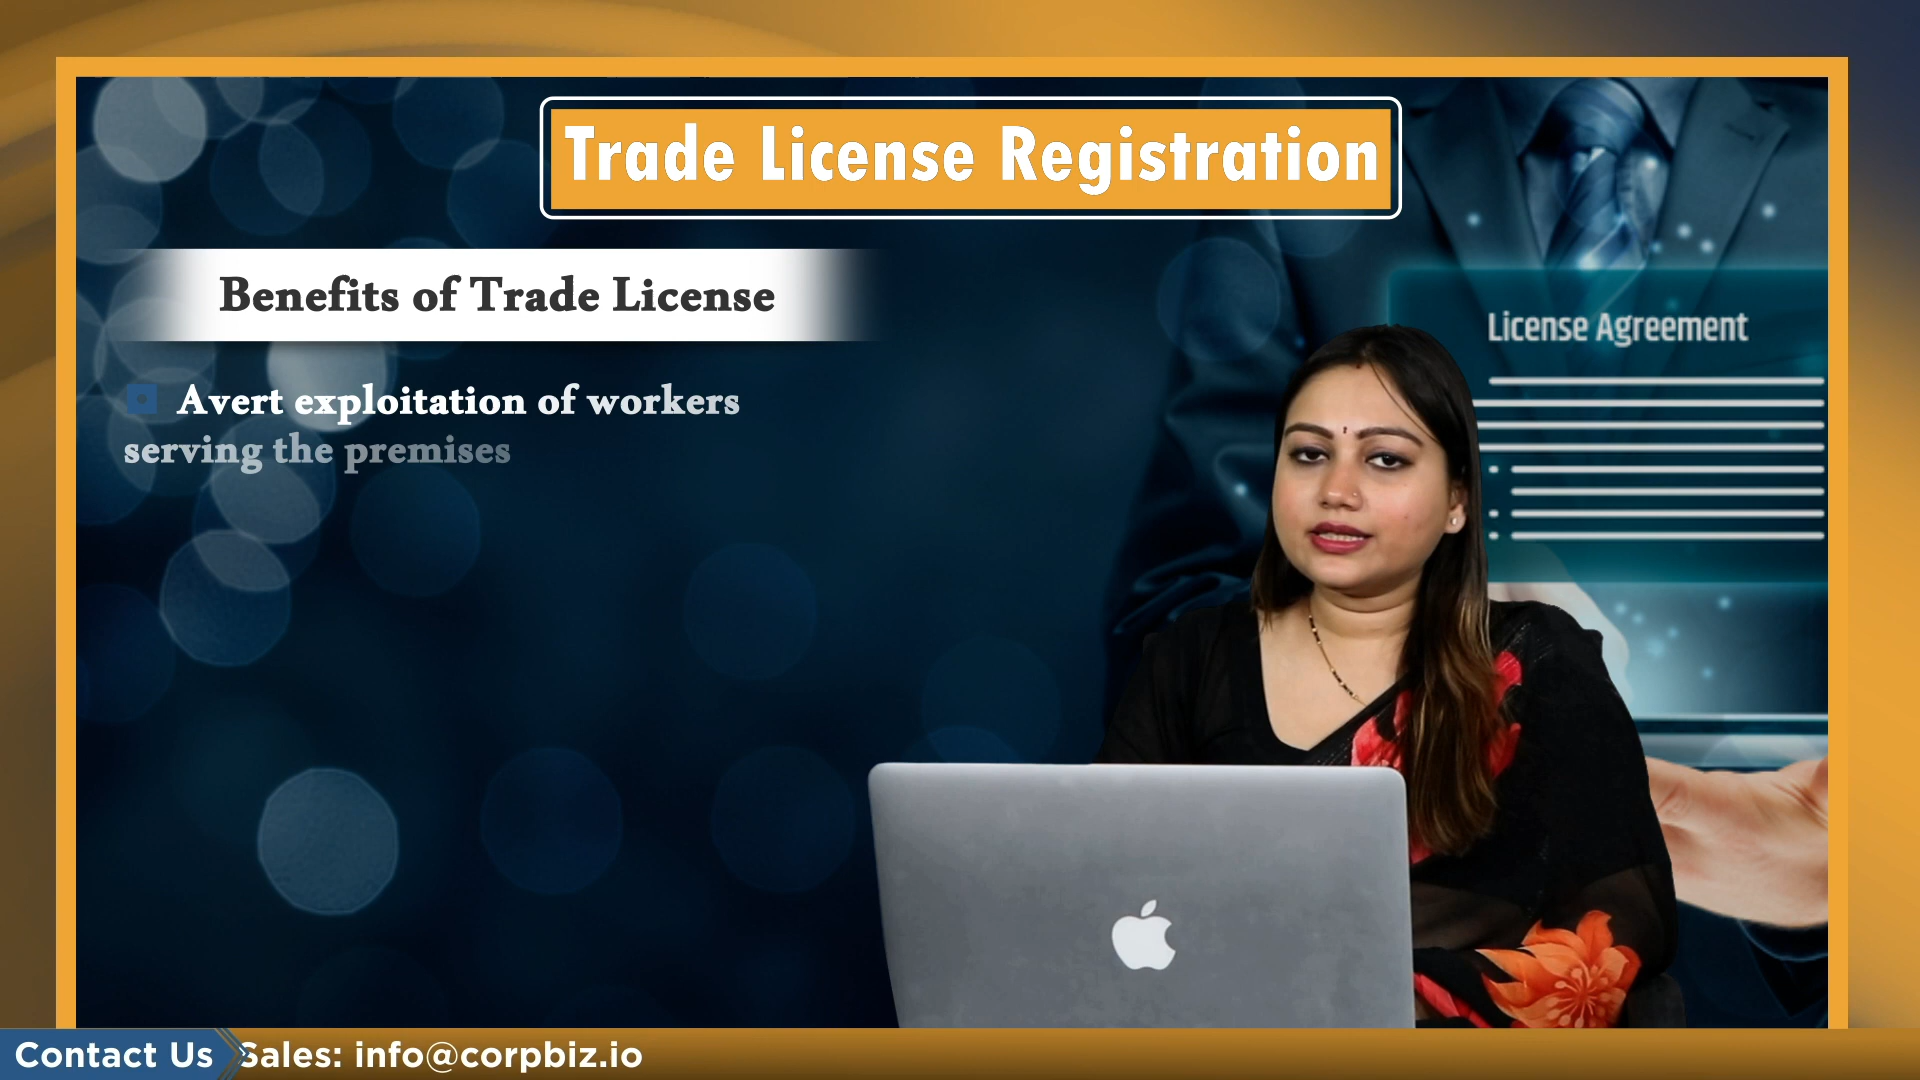 Trade License Registration
Benefits of Trade License
License Agreement
Avert exploitation of workers
serving the premises
Contact Us
Sales: info@corpbiz.io